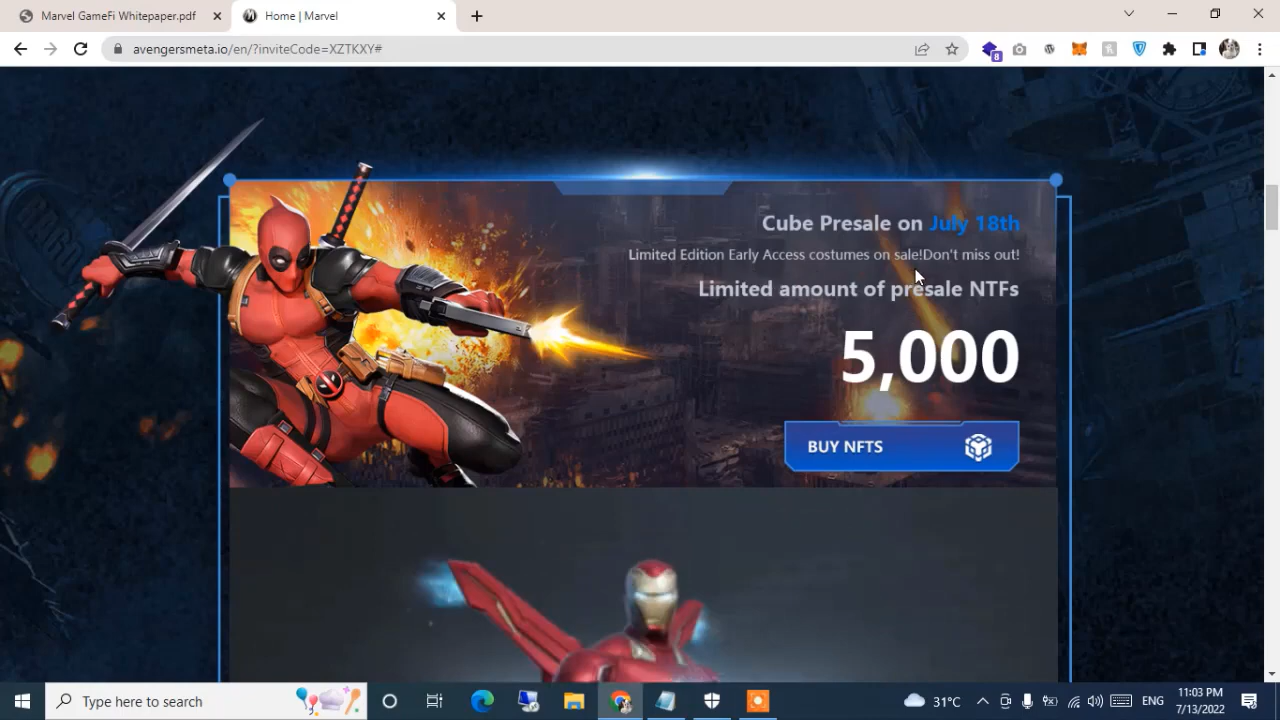 Marvel GameFi Whitepaper.pdf
Home | Marvel
avengersmeta.io/en/?inviteCode=XZTKXY#
8
Cube Presale on July 18th
Limited Edition Early Access costumes on sale!Don't miss out!
Limited amount of presale NTFs
5,000
BUY NFTS
Type here to search
31°C
ENG
11:03 PM
7/13/2022